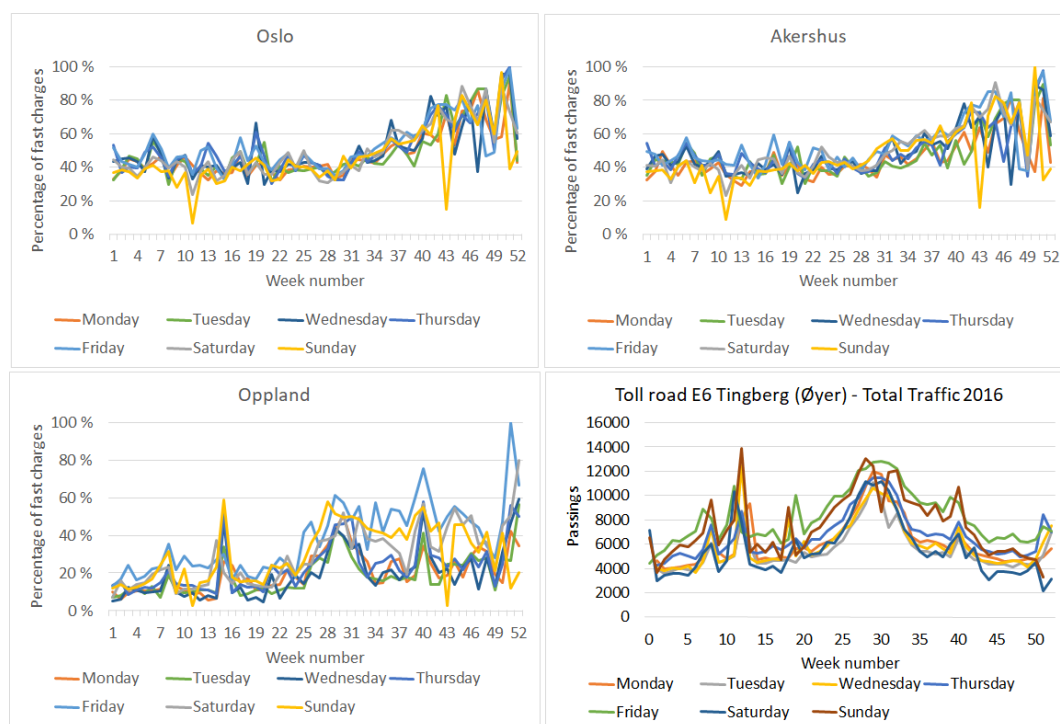 Oslo
Percentage of fast charges
100 %
80 %
60 %
40 %
20 %
0 %
1 4 7 10 13 16 19 22 25 28 31 34 37 40 43 46 49 52
Week number
Monday Tuesday Wednesday Thursday
Friday Saturday Sunday
Akershus
Percentage of fast charges
100 %
80 %
60 %
40 %
20 %
0 %
1 4 7 10 13 16 19 22 25 28 31 34 37 40 43 46 49 52
Week number
Monday Tuesday Wednesday Thursday
Friday Saturday Sunday
Oppland
Percentage of fast charges
100 %
80 %
60 %
40 %
20 %
0 %
1 4 7 10 13 16 19 22 25 28 31 34 37 40 43 46 49 52
Week number
Monday Tuesday Wednesday Thursday
Friday Saturday Sunday
Toll road E6 Tingberg (Øyer) - Total Traffic 2016
Passings
16000
14000
12000
10000
8000
6000
4000
2000
0
0 5 10 15 20 25 30 35 40 45 50
Week number
Monday Tuesday Wednesday Thursday
Friday Saturday Sunday